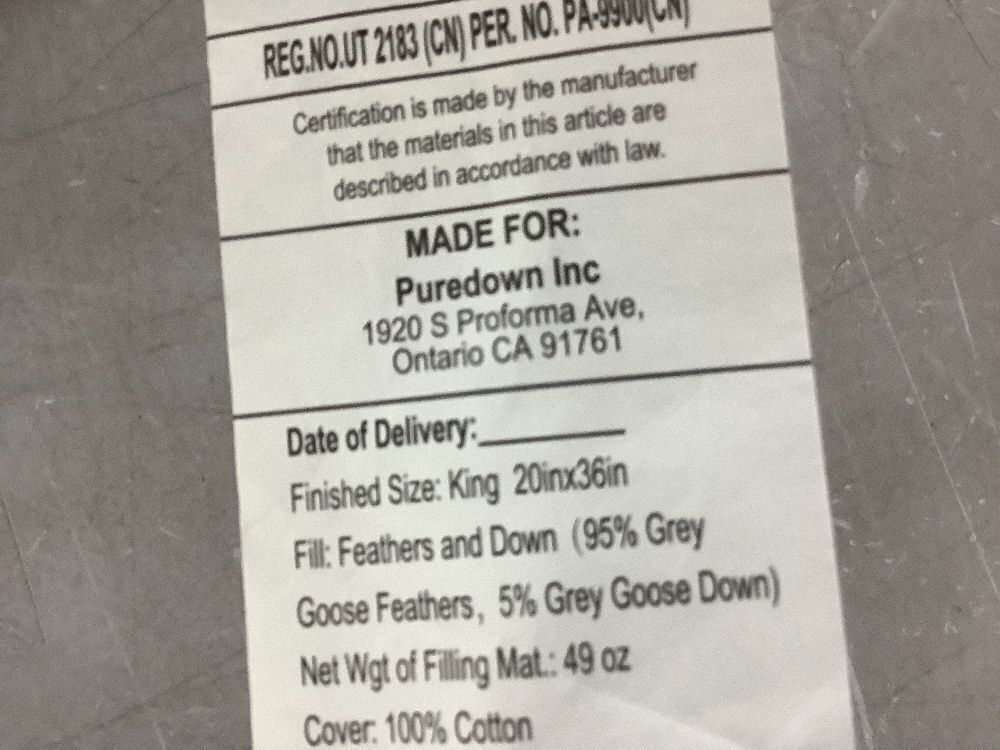 REG.NO.UT 2183 (CN) PER. NO. PA-9900(CN)
Certification is made by the manufacturer
that the materials in this article are
described in accordance with law.
MADE FOR:
Puredown Inc
1920 S Proforma Ave,
Ontario CA 91761
Date of Delivery:________
Finished Size: King 20inx36in
Fill: Feathers and Down (95% Grey
Goose Feathers, 5% Grey Goose Down)
Net Wgt of Filling Mat.: 49 oz
Cover: 100% Cotton